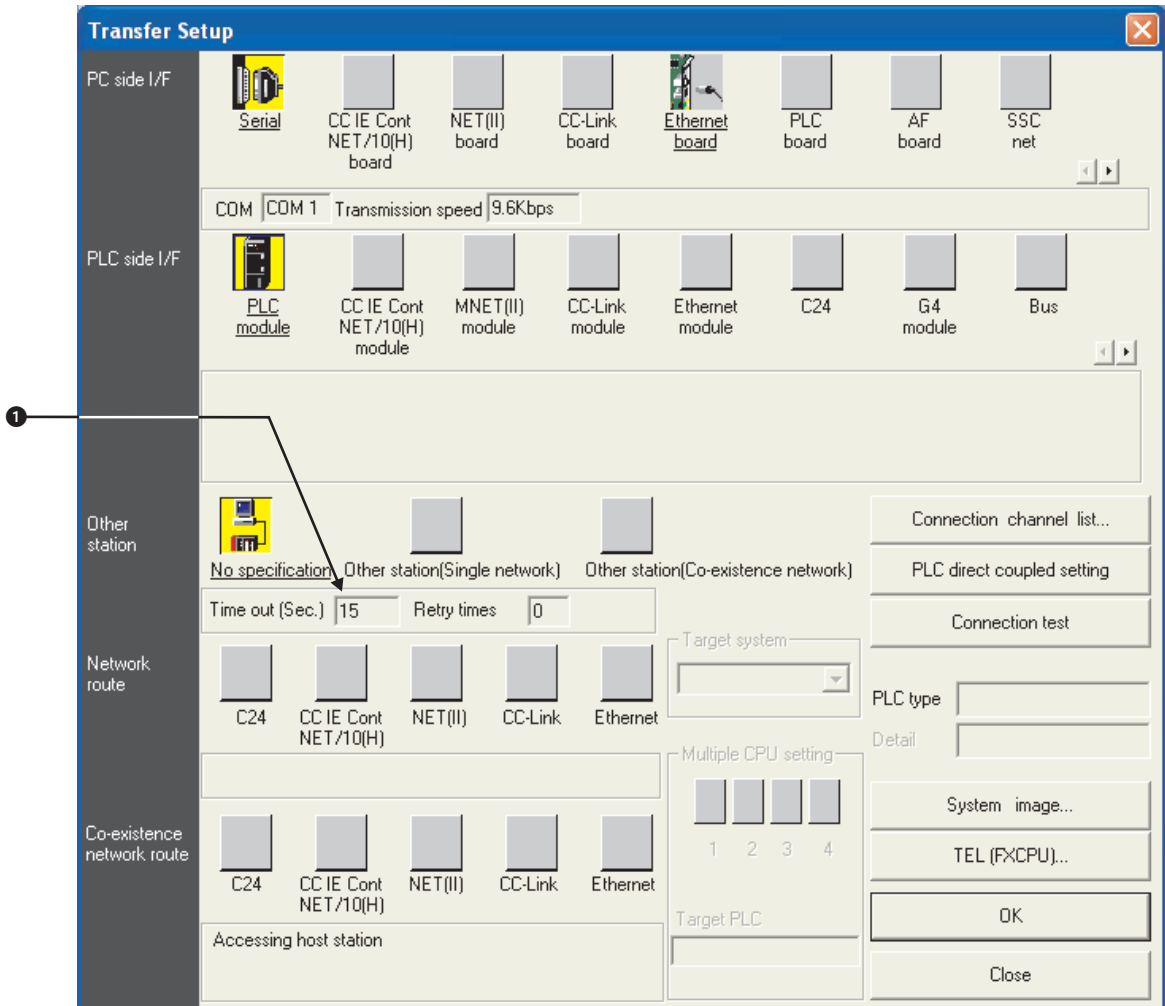 Transfer Setup
PC side I/F
Serial
CC IE Cont
NET/10(H)
board
NET(II)
board
CC-Link
board
Ethernet
board
PLC
board
AF
board
SSC
net
COM COM 1 Transmission speed 9.6Kbps
PLC side I/F
PLC
module
CC IE Cont
NET/10(H)
module
MNET(II)
module
CC-Link
module
Ethernet
module
C24
G4
module
Bus
1
Other
station
No specification
Other station(Single network)
Other station(Co-existence network)
Time out (Sec.) 15 Retry times 0
Connection channel list...
PLC direct coupled setting
Connection test
Network
route
C24
CC IE Cont
NET/10(H)
NET(II)
CC-Link
Ethernet
Target system
PLC type
Detail
Multiple CPU setting
1 2 3 4
Target PLC
System image...
TEL (FXCPU)...
OK
Close
Co-existence
network route
C24
CC IE Cont
NET/10(H)
NET(II)
CC-Link
Ethernet
Accessing host station